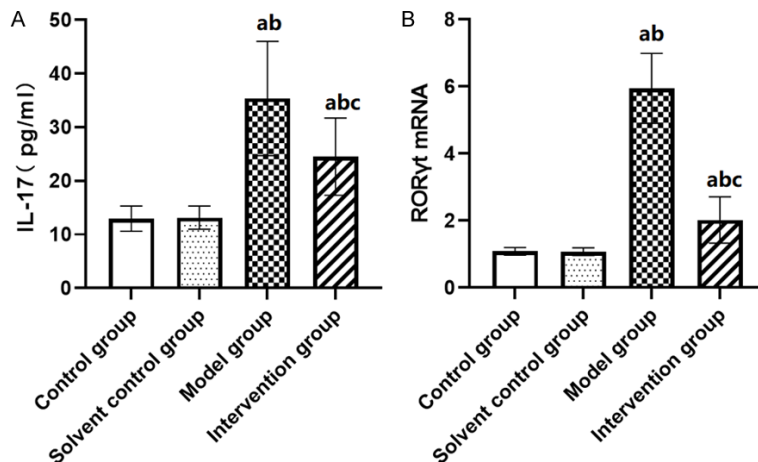 A
IL-17( pg/ml)
50
40
30
20
10
0
ab
abc
Control group
Solvent control group
Model group
Intervention group
B
RORγt mRNA
8
6
4
2
0
ab
abc
Control group
Solvent control group
Model group
Intervention group